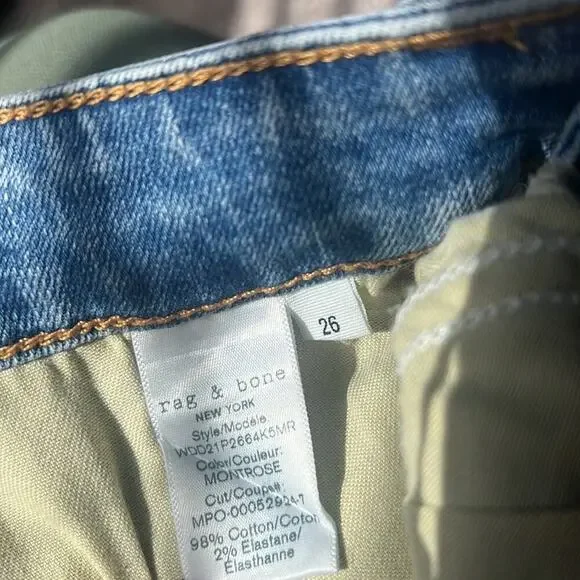 26
rag & bone
NEW YORK
Style/Modèle
WDD21P2664K5MR
Color/Couleur:
MONTROSE
Cut/Coupe#:
98% Cotton/Coton
2% Elastane/
Élasthanne